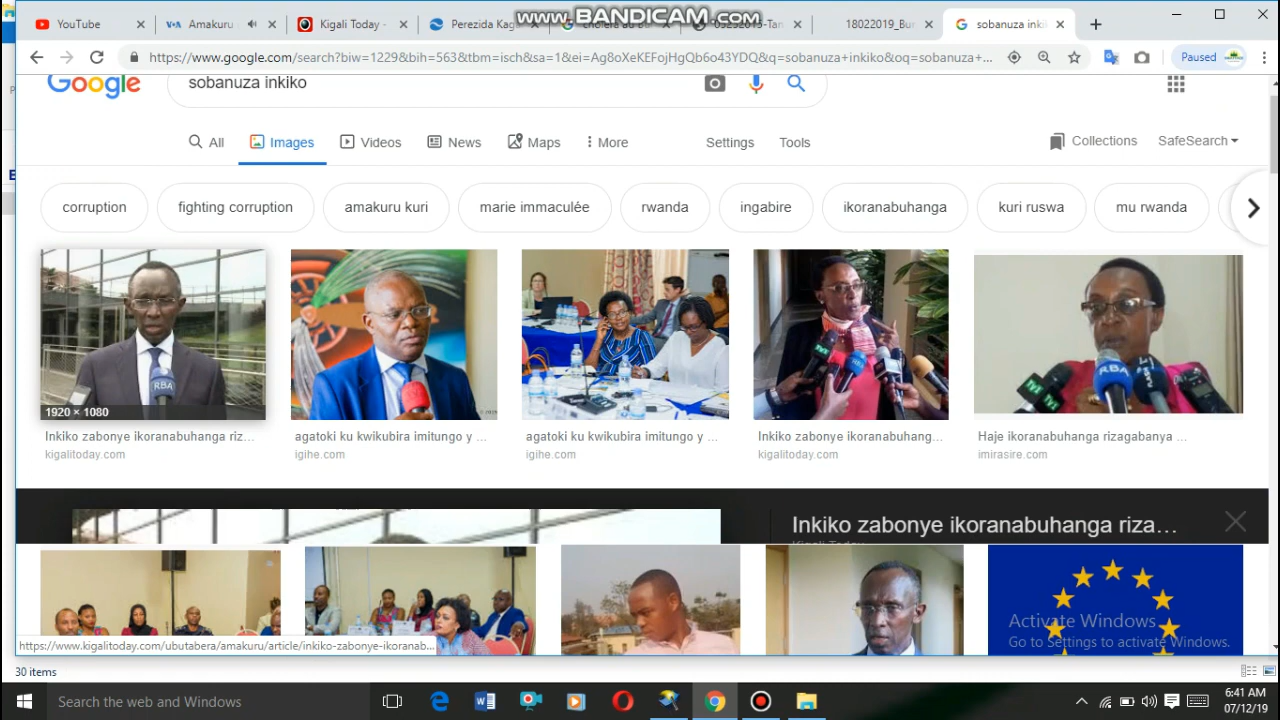 www.BANDICAM.com
YouTube
Amakuru
Kigali Today -
Perezida Kag
18022019_Bu
sobanuza inki
https://www.google.com/search?biw=1229&bih=563&tbm=isch&sa=1&ei=Ag8oXeKEFojHgQb6o43YDQ&q=sobanuza+inkiko&oq=sobanuza+...
Paused
Google
sobanuza inkiko
All
Images
Videos
News
Maps
More
Settings
Tools
Collections
SafeSearch
corruption
fighting corruption
amakuru kuri
marie immaculée
rwanda
ingabire
ikoranabuhanga
kuri ruswa
mu rwanda
RBA
RBA
1920 × 1080
Inkiko zabonye ikoranabuhanga riz...
kigalitoday.com
agatoki ku kwikubira imitungo y ...
igihe.com
agatoki ku kwikubira imitungo y ...
igihe.com
Inkiko zabonye ikoranabuhang...
kigalitoday.com
Haje ikoranabuhanga rizagabanya ...
imirasire.com
Inkiko zabonye ikoranabuhanga riza...
Activate Windows
Go to Settings to activate Windows.
https://www.kigalitoday.com/ubutabera/amakuru/article/inkiko-zabonye-ikoranab...
30 items
Search the web and Windows
6:41 AM
07/12/19